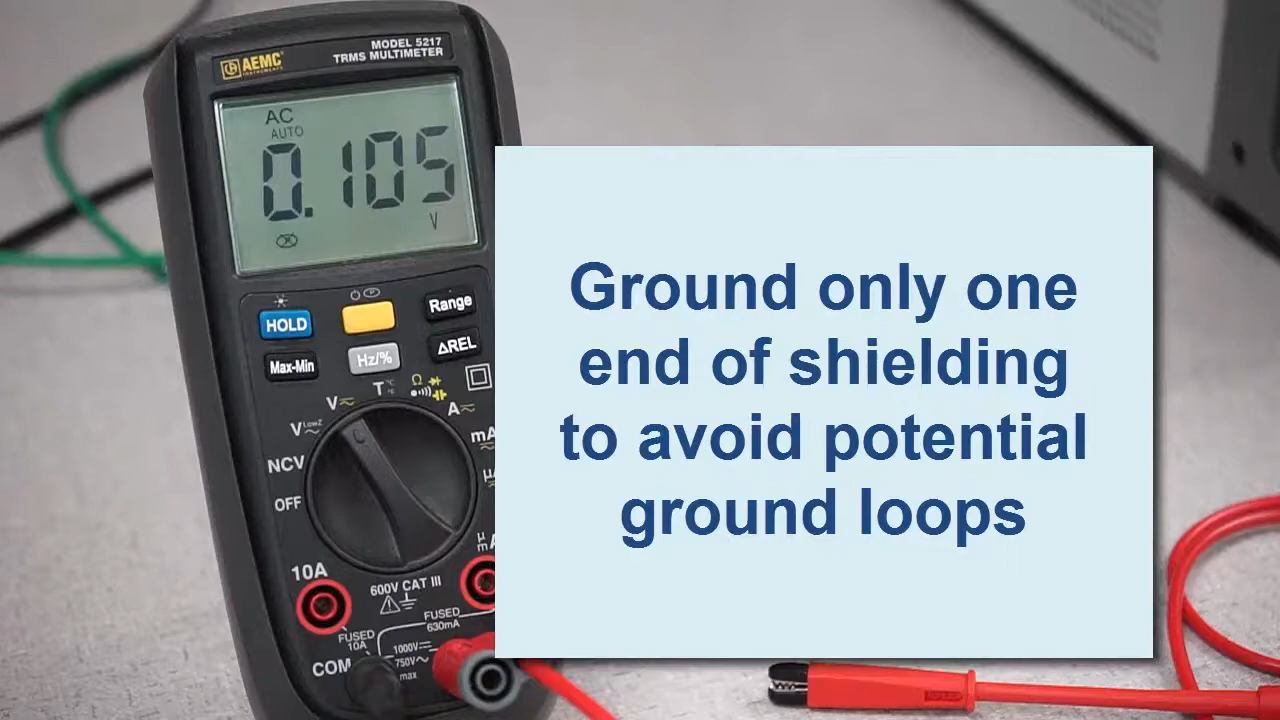 MODEL 5217
AEMC
INSTRUMENTS
TRMS MULTIMETER
AC
AUTO
0.105
V
HOLD
Range
Max-Min
Hz/%
ΔREL
T °C °F
Ω
V
A
V LowZ
mA
NCV
OFF
10A
600V CAT III
FUSED
10A
FUSED
630mA
COM
1000V
750V
max
Ground only one
end of shielding
to avoid potential
ground loops